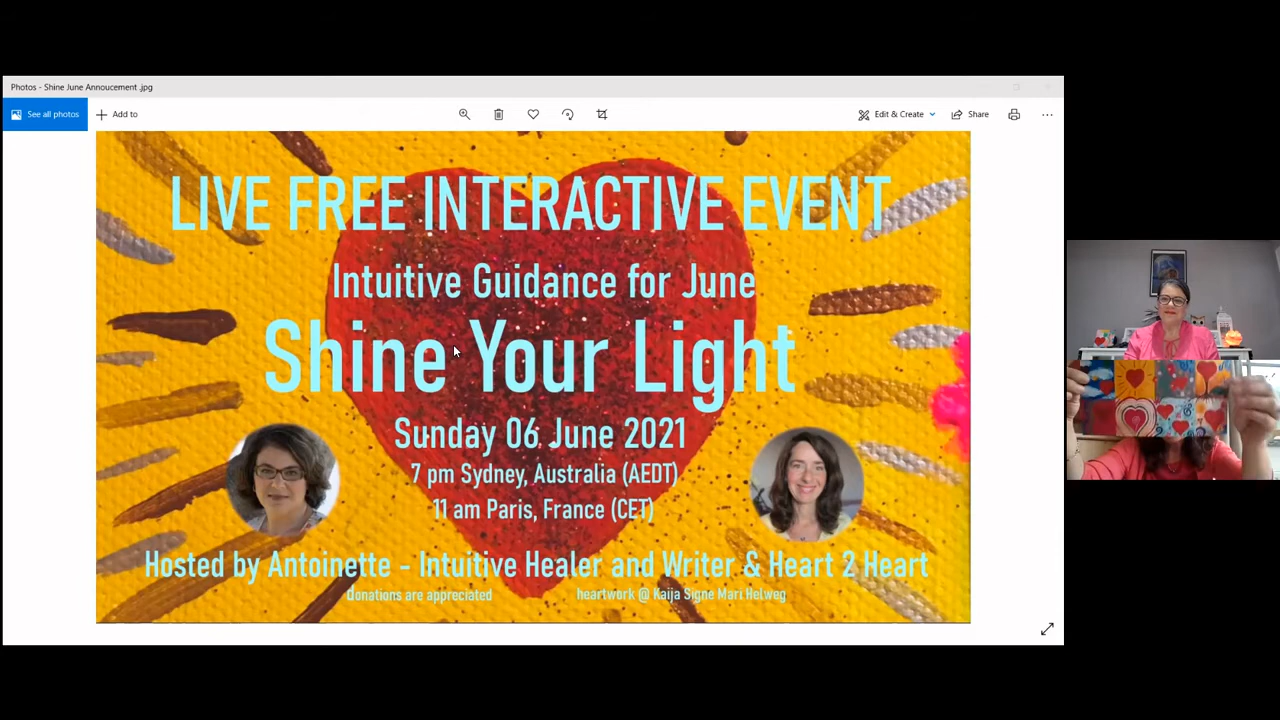 Photos - Shine June Annoucement .jpg
See all photos
Add to
Edit & Create
Share
LIVE FREE INTERACTIVE EVENT
Intuitive Guidance for June
Shine Your Light
Sunday 06 June 2021
7 pm Sydney, Australia (AEDT)
11 am Paris, France (CET)
Hosted by Antoinette - Intuitive Healer and Writer & Heart 2 Heart
donations are appreciated
heartwork @ Kaija Signe Mari Helweg